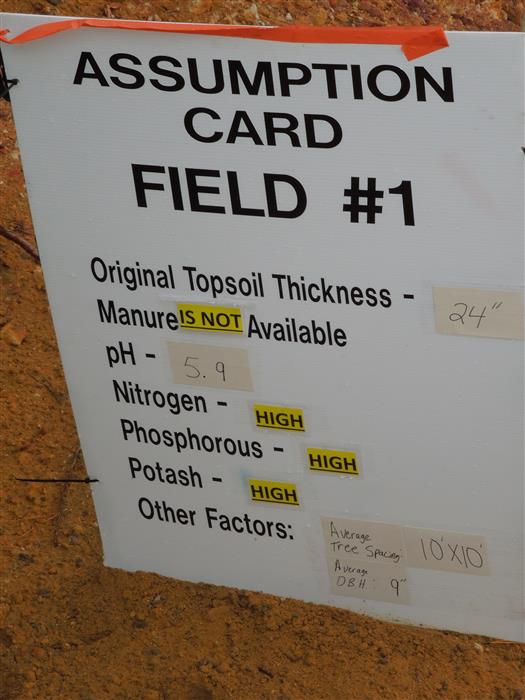 ASSUMPTION
CARD
FIELD #1
Original Topsoil Thickness - 24"
Manure IS NOT Available
pH - 5.9
Nitrogen - HIGH
Phosphorous - HIGH
Potash - HIGH
Other Factors: Average
Tree Spacing: 10'X10'
Average
D.B.H: 9"